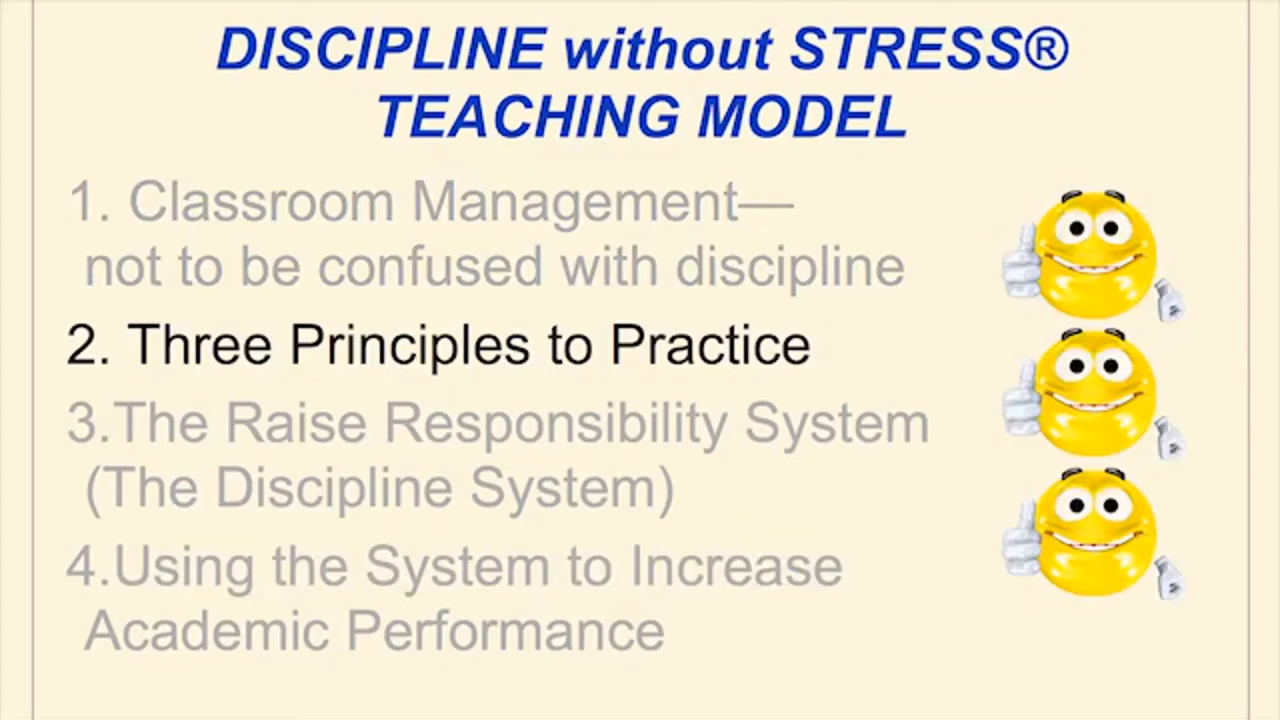 DISCIPLINE without STRESS®
TEACHING MODEL
1. Classroom Management—
not to be confused with discipline
2. Three Principles to Practice
3.The Raise Responsibility System
(The Discipline System)
4.Using the System to Increase
Academic Performance